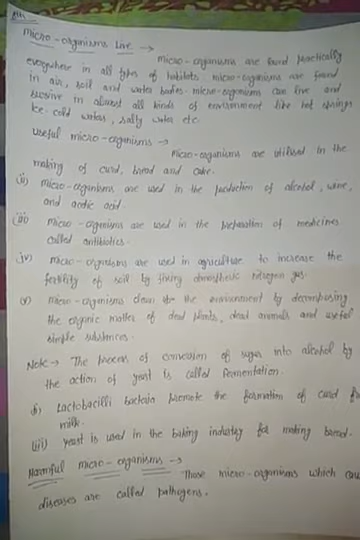 Micro-organisms Live →
Micro-organisms are found practically
everywhere in all types of habitats. micro-organisms are found
in air, soil and water bodies. micro-organisms can live and
survive in almost all kinds of environment like hot springs
Ice-cold waters, salty water etc.
Useful micro-organisms →
Micro-organisms are utilised in the
making of curd, bread and cake.
(ii) micro-organisms are used in the production of alcohol, wine,
and acetic acid.
(iii) micro-organisms are used in the preparation of medicines
called antibiotics.
(iv) micro-organisms are used in agriculture to increase the
fertility of soil by fixing atmospheric nitrogen gas.
(v) micro-organisms clean the environment by decomposing
the organic matter of dead plants, dead animals and useful
simple substances.
Note → The process of conversion of sugar into alcohol by
the action of yeast is called fermentation.
Lactobacilli bacteria promote the formation of curd
milk.
(iii) yeast is used in the baking industry for making bread.
Harmful micro-organisms →
Those micro-organisms which
diseases are called pathogens.